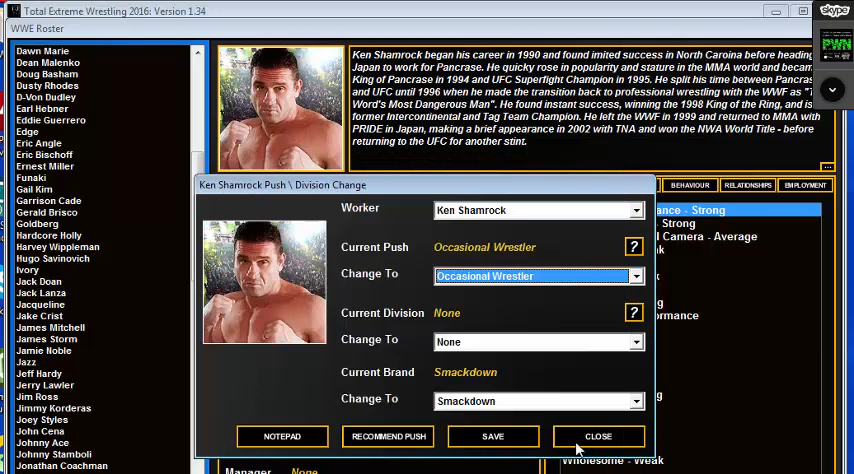 Total Extreme Wrestling 2016: Version 1.34
skype
WWE Roster
PWN
Dawn Marie
Dean Malenko
Doug Basham
Dusty Rhodes
D-Von Dudley
Earl Hebner
Eddie Guerrero
Edge
Eric Angle
Eric Bischoff
Ernest Miller
Funaki
Gail Kim
Garrison Cade
Gerald Brisco
Goldberg
Hardcore Holly
Harvey Wippleman
Hugo Savinovich
Ivory
Jack Doan
Jack Lanza
Jacqueline
Jake Crist
James Mitchell
James Storm
Jamie Noble
Jazz
Jeff Hardy
Jerry Lawler
Jim Ross
Jimmy Korderas
Joey Styles
John Cena
Johnny Ace
Johnny Stamboli
Jonathan Coachman
Ken Shamrock began his career in 1990 and found imited success in North Caroina before heading
Japan to work for Pancrase. He quicky rose in popularity and stature in the MMA world and becam
King of Pancrase in 1994 and UFC Superfight Champion in 1995. He split his time between Pancras
and UFC until 1996 when he made the transition back to professional wrestling with the WWF as "T
Word's Most Dangerous Man". He found instant success, winning the 1998 King of the Ring, and is
former Intercontinental and Tag Team Champion. He left the WWF in 1999 and returned to MMA with
PRIDE in Japan, making a brief appearance in 2002 with TNA and won the NWA World Title - before
returning to the UFC for another stint.
...
BEHAVIOUR RELATIONSHIPS EMPLOYMENT
ance - Strong
Strong
l Camera - Average
Ken Shamrock Push \ Division Change
Worker Ken Shamrock
Current Push Occasional Wrestler ?
Change To Occasional Wrestler
Current Division None ?
Change To None
Current Brand Smackdown
Change To Smackdown
NOTEPAD RECOMMEND PUSH SAVE CLOSE
Wholesome - Weak
Manager None